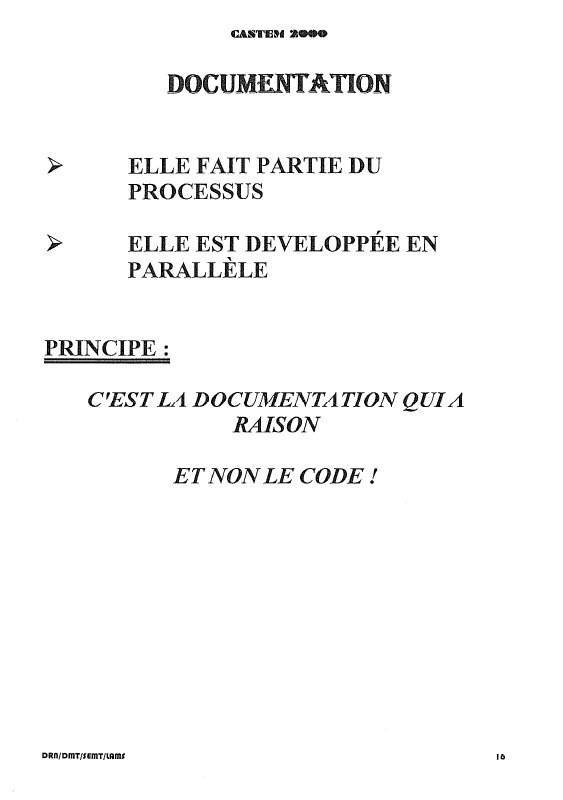 CASTEM 2000
DOCUMENTATION
➢ ELLE FAIT PARTIE DU
PROCESSUS
➢ ELLE EST DEVELOPPÉE EN
PARALLÈLE
PRINCIPE :
C'EST LA DOCUMENTATION QUI A
RAISON
ET NON LE CODE !
DRN/DMT/SEMT/LAMS
16